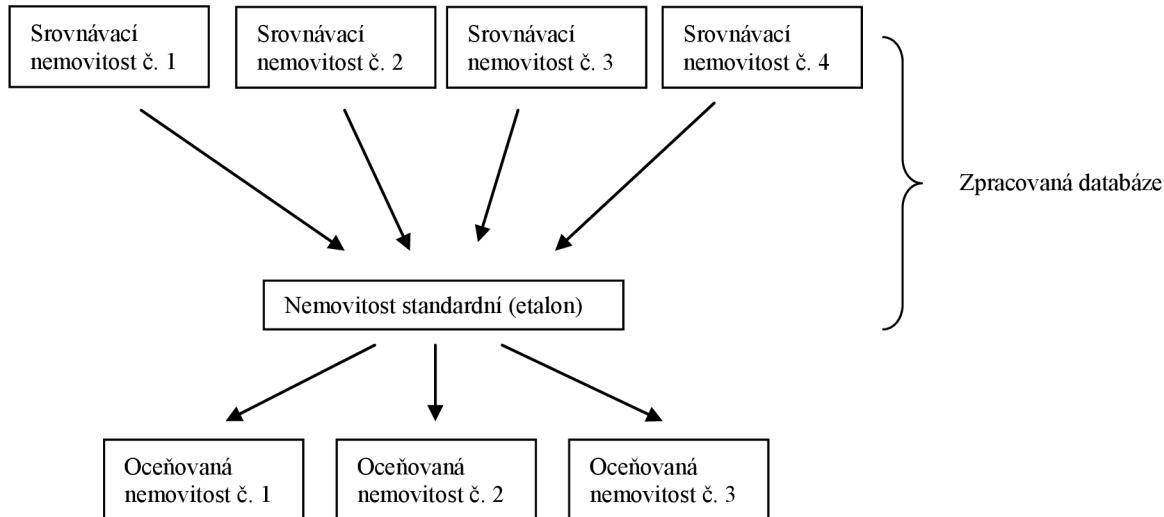 Srovnávací
nemovitost č. 1
Srovnávací
nemovitost č. 2
Srovnávací
nemovitost č. 3
Srovnávací
nemovitost č. 4
Zpracovaná databáze
Nemovitost standardní (etalon)
Oceňovaná
nemovitost č. 1
Oceňovaná
nemovitost č. 2
Oceňovaná
nemovitost č. 3